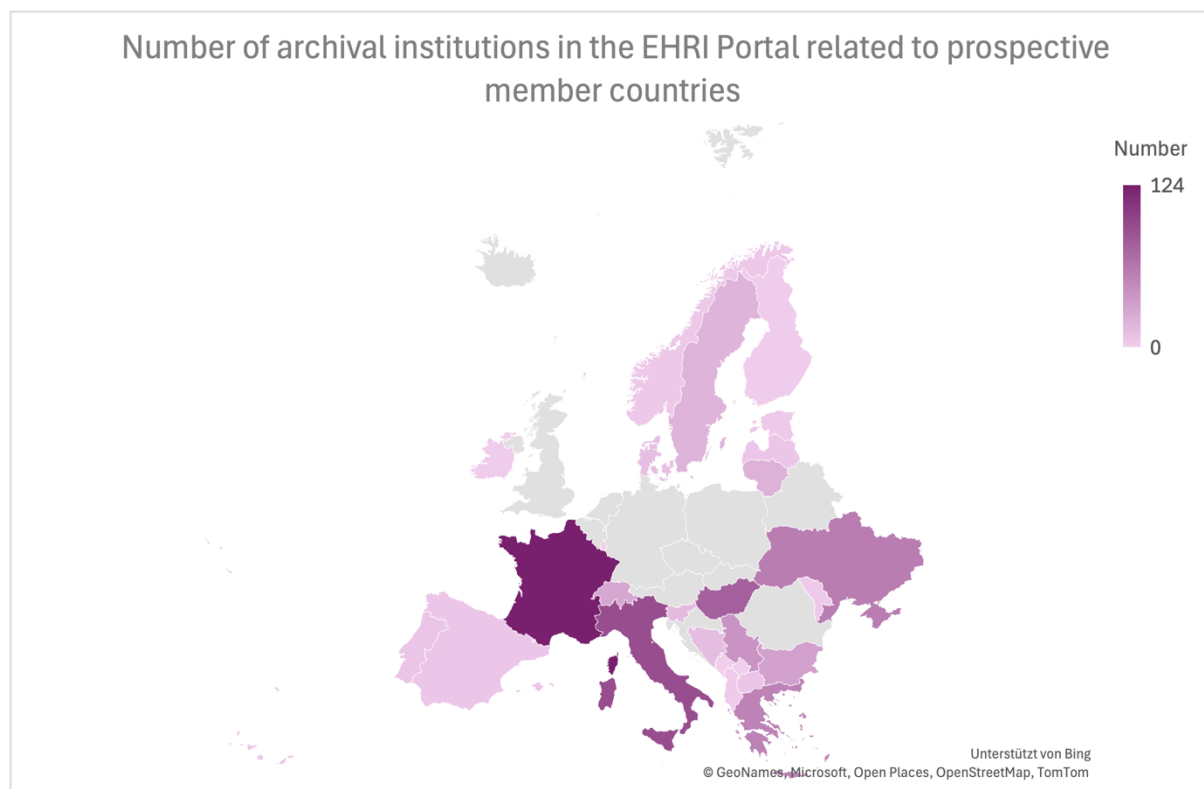 Number of archival institutions in the EHRI Portal related to prospective
member countries
Number
124
0
Unterstützt von Bing
© GeoNames, Microsoft, Open Places, OpenStreetMap, TomTom